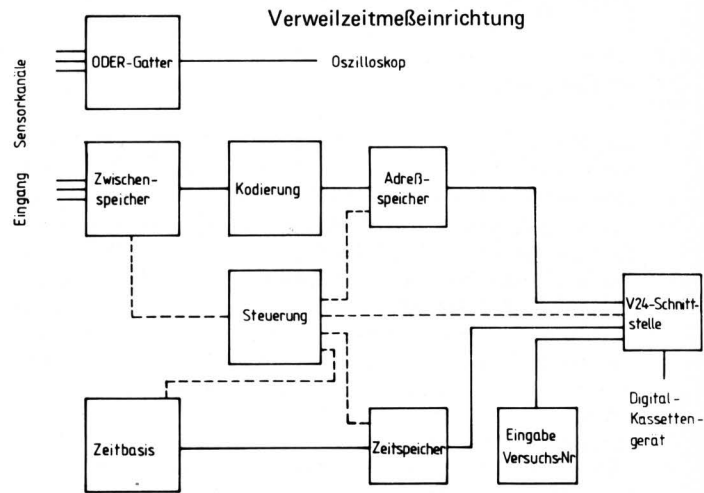 Verweilzeitmeßeinrichtung
Eingang Sensorkanäle
ODER-Gatter
Oszilloskop
Zwischen-
speicher
Kodierung
Adreß-
speicher
Steuerung
V24-Schnitt-
stelle
Digital-
Kassetten-
gerät
Zeitbasis
Zeitspeicher
Eingabe
Versuchs-Nr